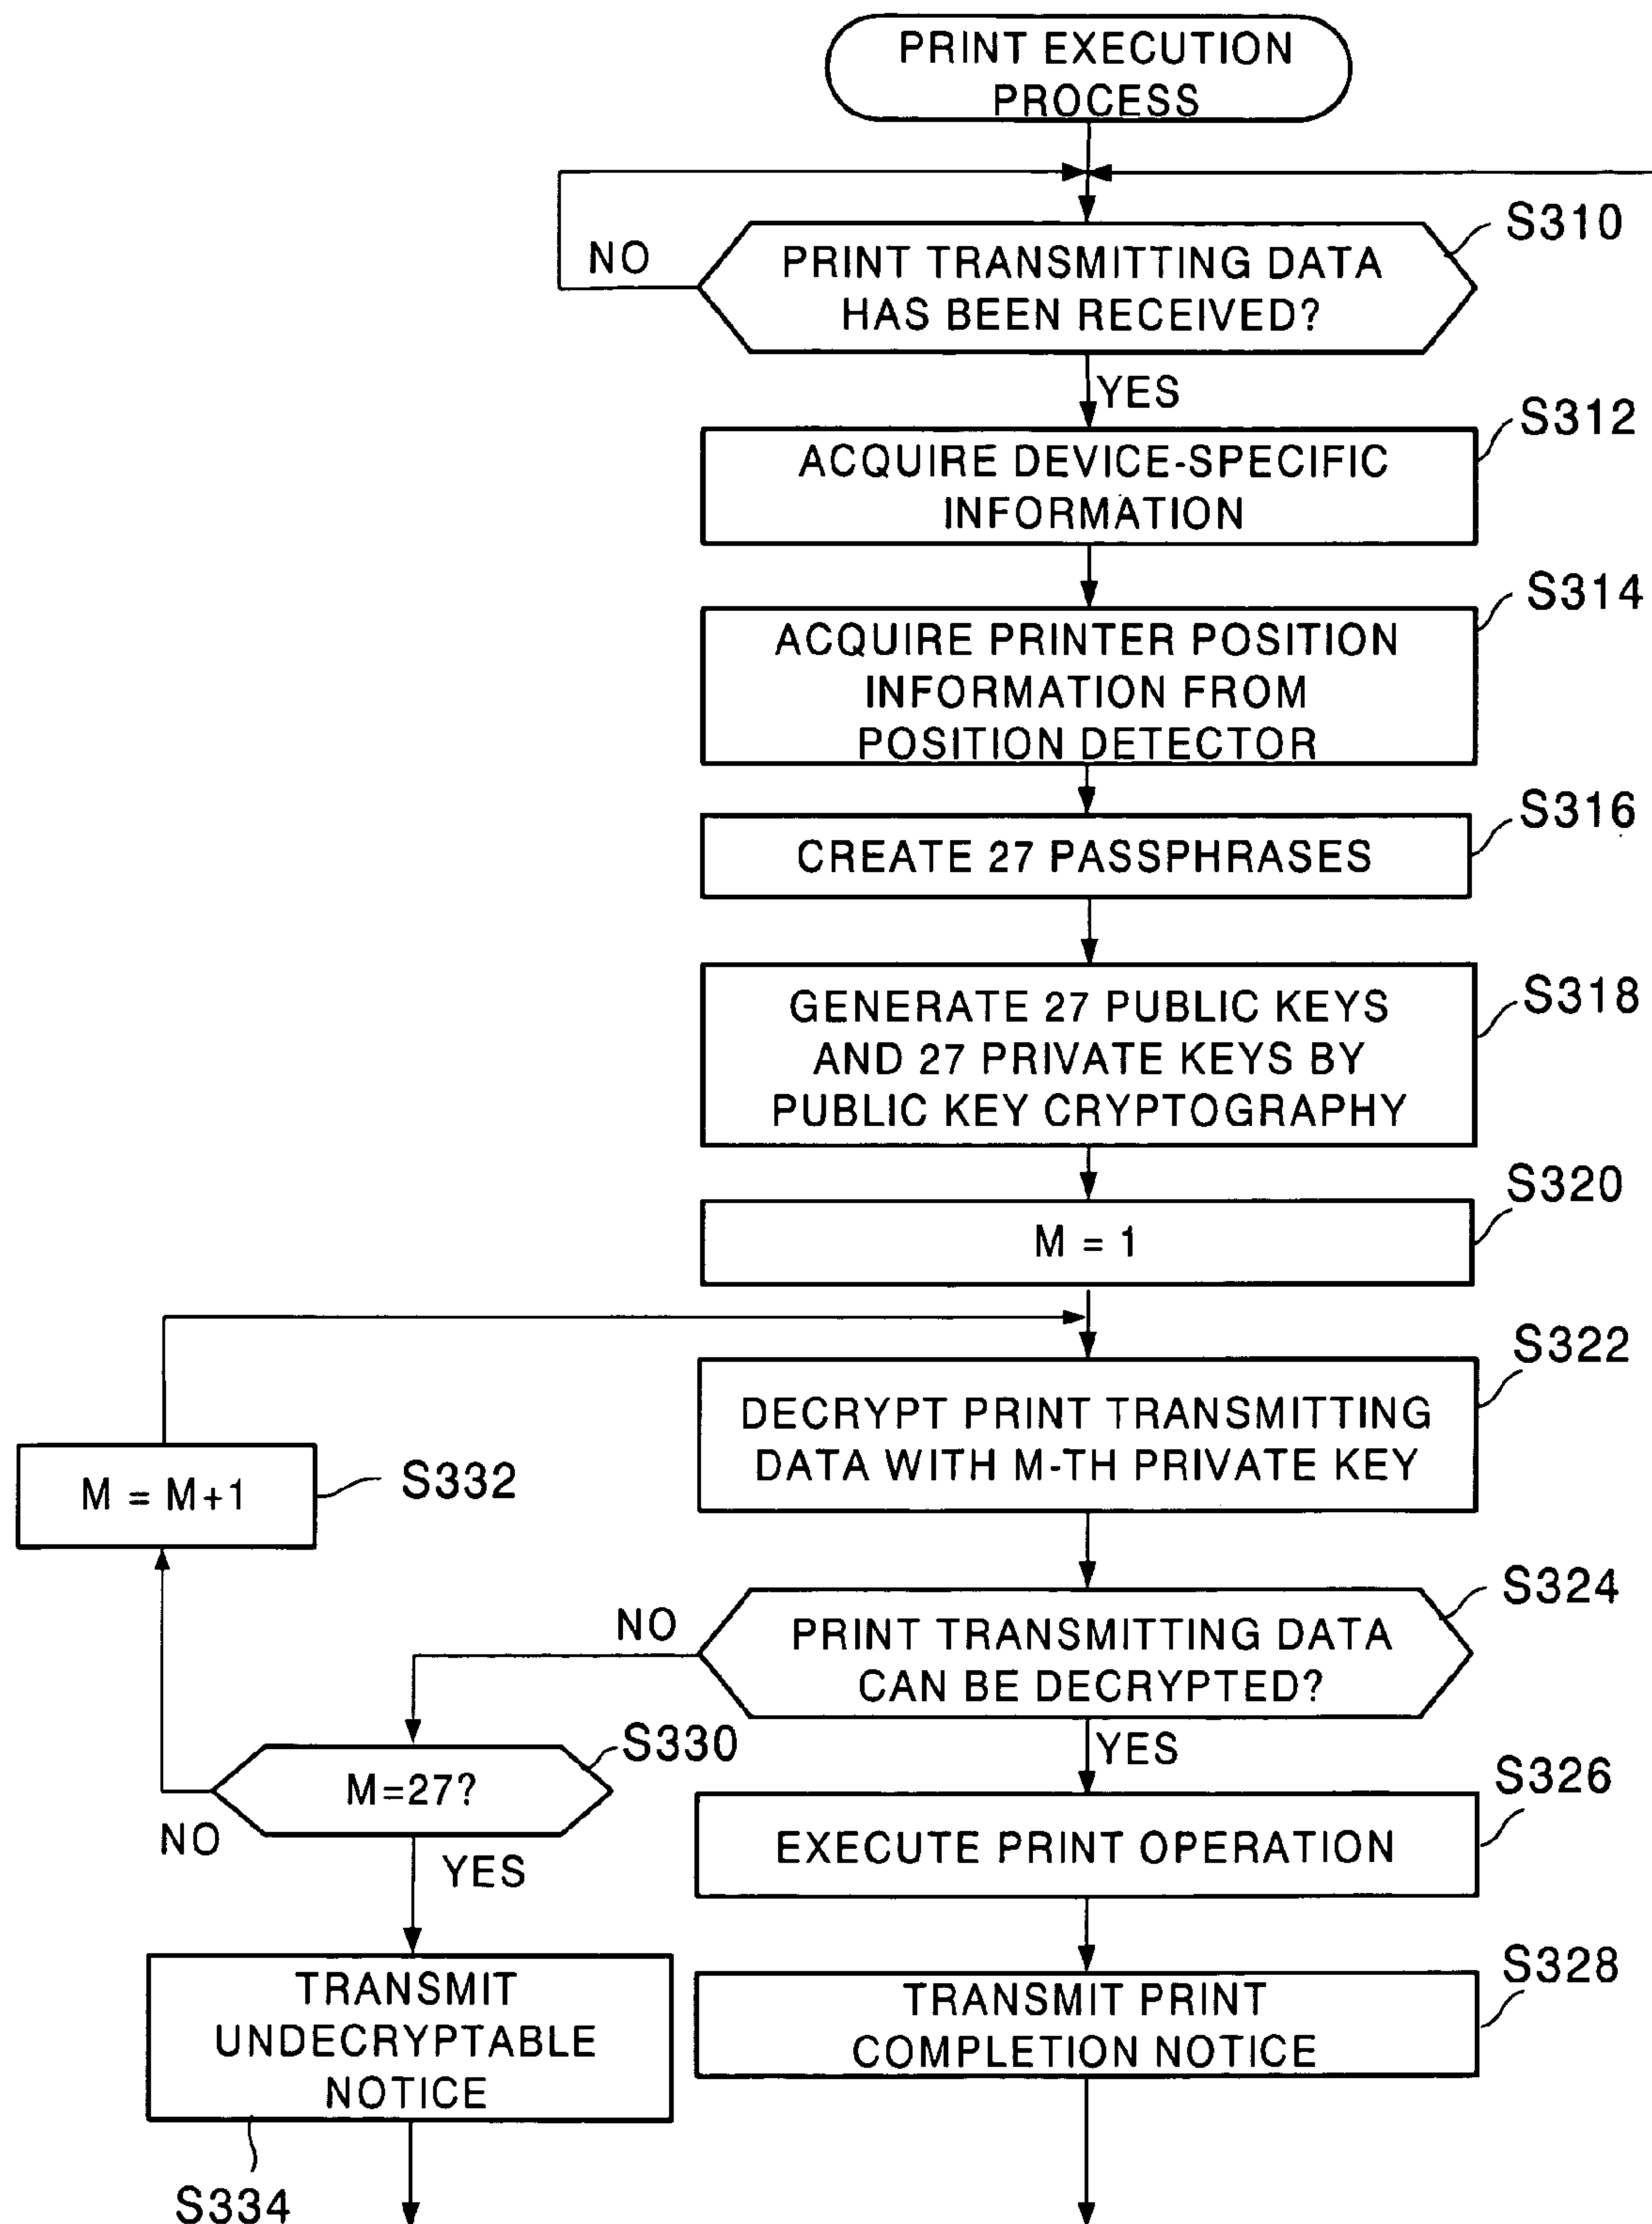 PRINT EXECUTION
PROCESS
S310
NO
PRINT TRANSMITTING DATA
HAS BEEN RECEIVED?
YES
S312
ACQUIRE DEVICE-SPECIFIC
INFORMATION
S314
ACQUIRE PRINTER POSITION
INFORMATION FROM
POSITION DETECTOR
S316
CREATE 27 PASSPHRASES
S318
GENERATE 27 PUBLIC KEYS
AND 27 PRIVATE KEYS BY
PUBLIC KEY CRYPTOGRAPHY
S320
M = 1
S322
DECRYPT PRINT TRANSMITTING
DATA WITH M-TH PRIVATE KEY
M = M+1
S332
S324
NO
PRINT TRANSMITTING DATA
CAN BE DECRYPTED?
YES
S330
M=27?
NO
YES
S326
EXECUTE PRINT OPERATION
S328
TRANSMIT PRINT
COMPLETION NOTICE
TRANSMIT
UNDECRYPTABLE
NOTICE
S334